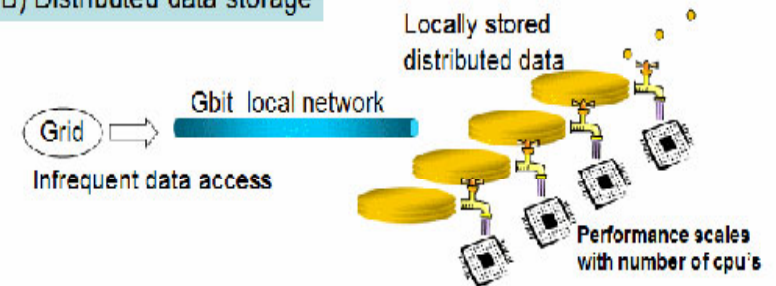 Distributed data storage
Locally stored
distributed data
Gbit local network
Grid
Infrequent data access
Performance scales
with number of cpu's